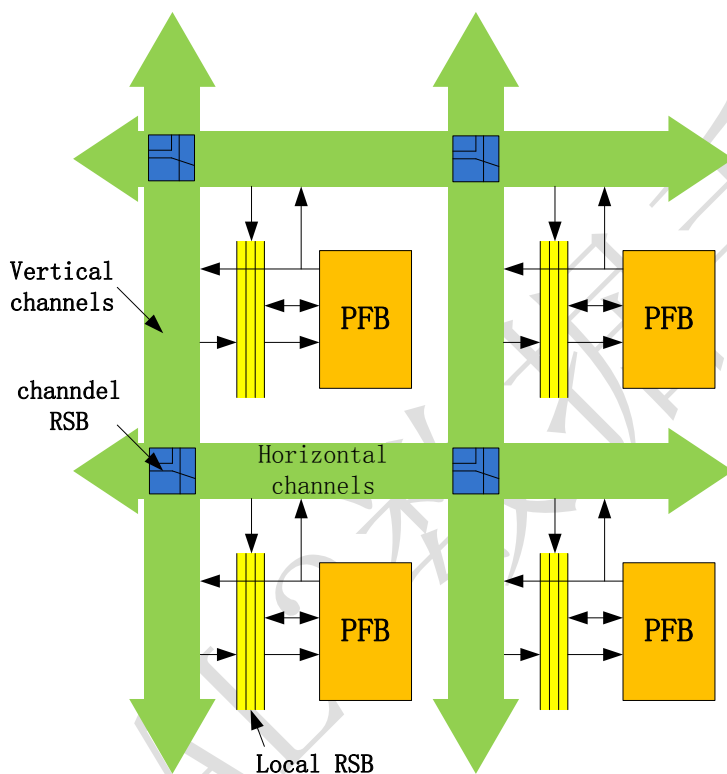 Vertical
channels
PFB
PFB
channdel
RSB
Horizontal
channels
PFB
PFB
Local RSB